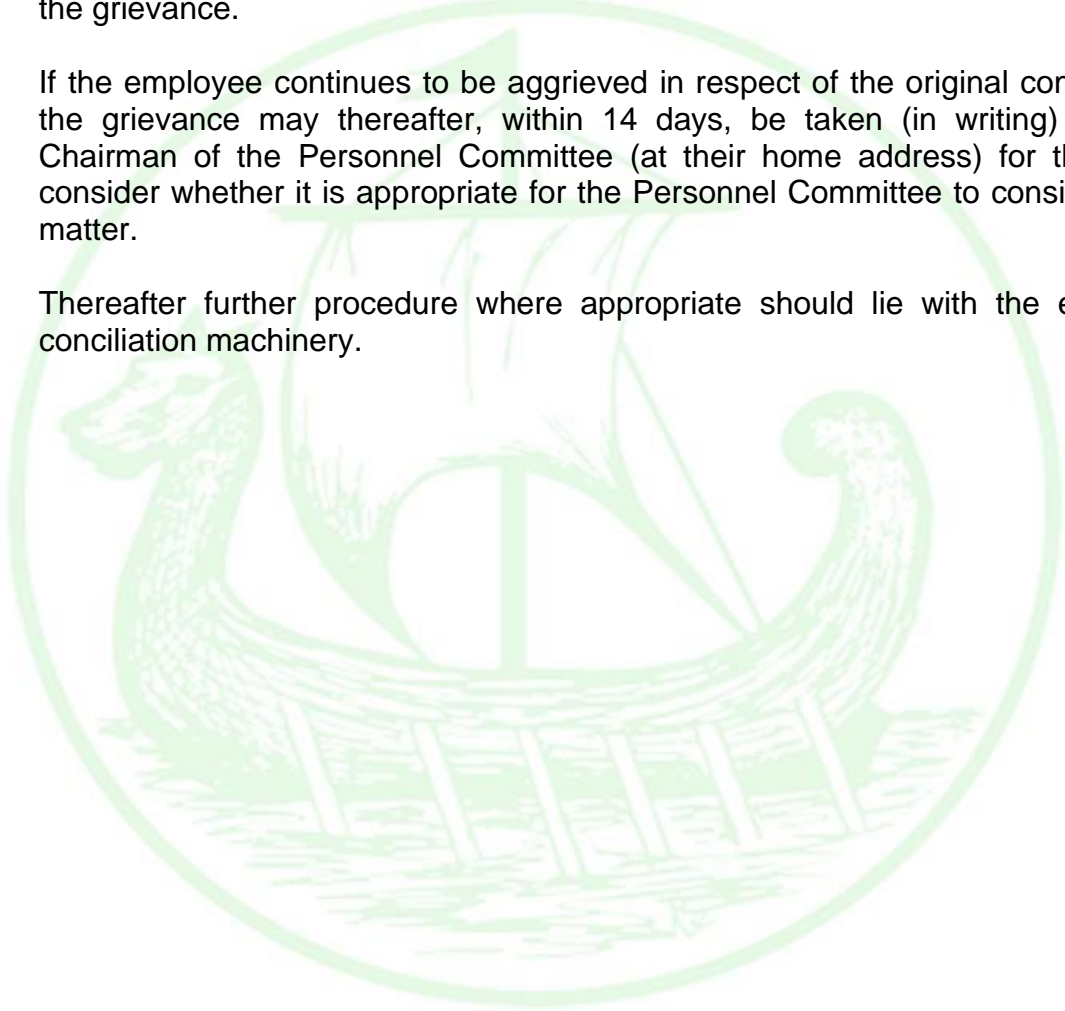 the grievance.
If the employee continues to be aggrieved in respect of the original
the grievance may thereafter, within 14 days, be taken (in writing)
Chairman of the Personnel Committee (at their home address) for
consider whether it is appropriate for the Personnel Committee to
matter.
Thereafter further procedure where appropriate should lie with the
conciliation machinery.